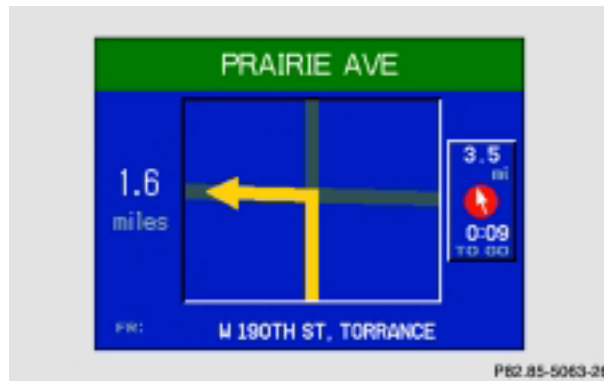 PRAIRIE AVE
1.6
miles
3.5
mi
0:09
TO GO
FR:
W 190TH ST, TORRANCE
P82.85-5063-26